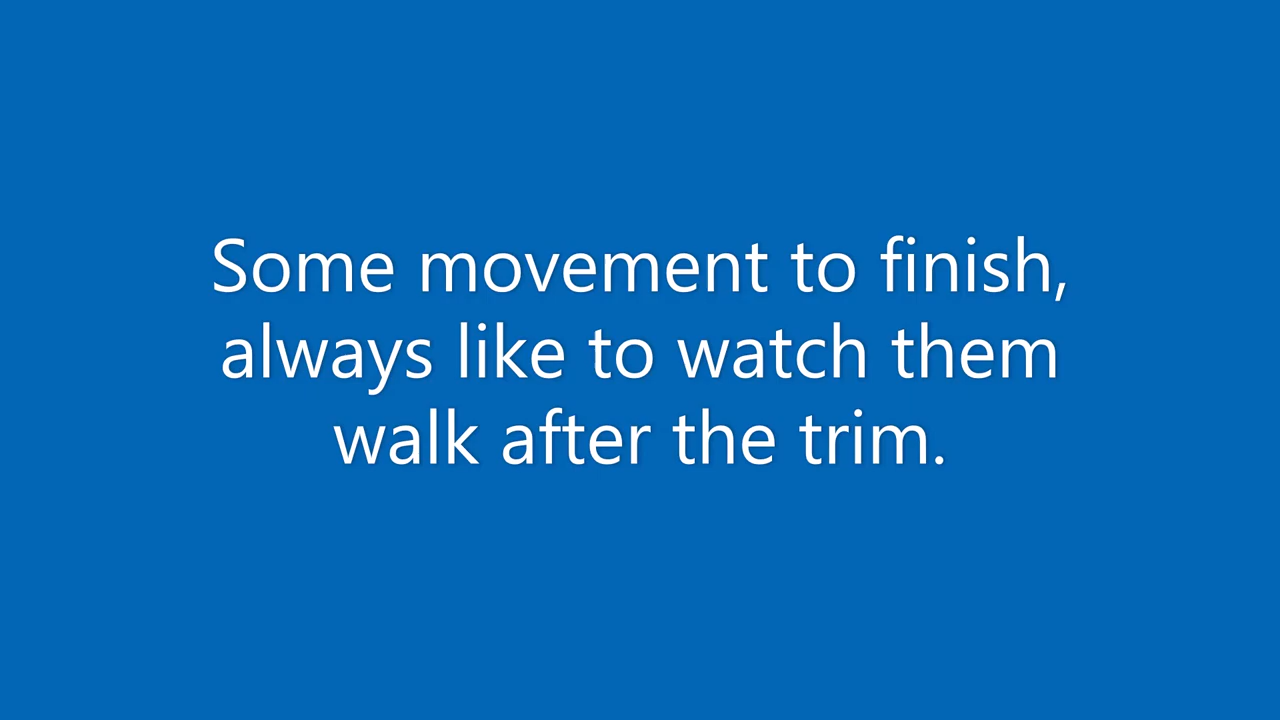 Some movement to finish,
always like to watch them
walk after the trim.